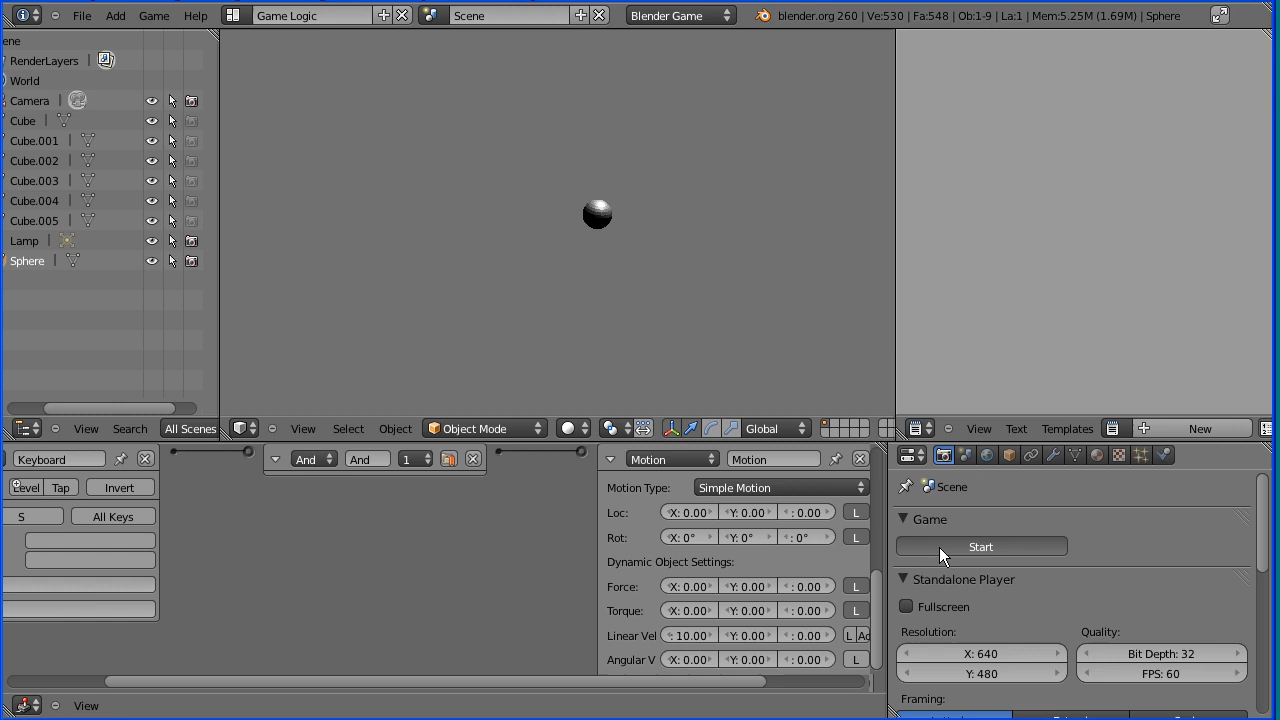 File Add Game Help Game Logic Scene Blender Game blender.org 260 | Ve:530 | Fa:548 | Ob:1-9 | La:1 | Mem:5.25M (1.69M) | Sphere
ene
RenderLayers |
World
Camera |
Cube |
Cube.001 |
Cube.002 |
Cube.003 |
Cube.004 |
Cube.005 |
Lamp |
Sphere |
View Search All Scenes
View Select Object Object Mode Global
View Text Templates New
Keyboard
Level Tap Invert
S All Keys
And And 1
Motion Motion
Motion Type: Simple Motion
Loc: X: 0.00 Y: 0.00 : 0.00 L
Rot: X: 0° Y: 0° : 0° L
Dynamic Object Settings:
Force: X: 0.00 Y: 0.00 : 0.00 L
Torque: X: 0.00 Y: 0.00 : 0.00 L
Linear Vel : 10.00 Y: 0.00 : 0.00 L Ad
Angular V X: 0.00 Y: 0.00 : 0.00 L
View
Scene
Game
Start
Standalone Player
Fullscreen
Resolution: Quality:
X: 640 Bit Depth: 32
Y: 480 FPS: 60
Framing: